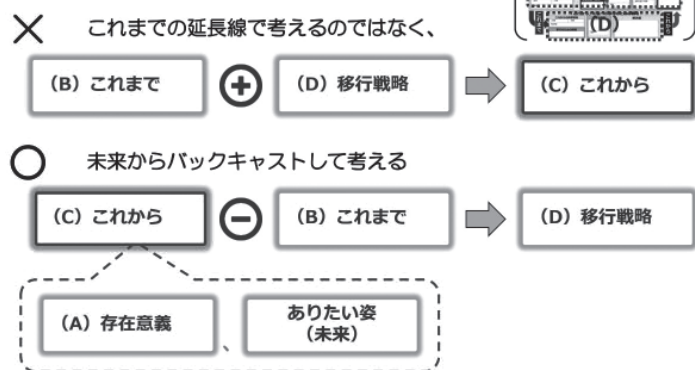 × これまでの延長線で考えるのではなく、
(D)
(B) これまで + (D) 移行戦略 (C) これから
○ 未来からバックキャストして考える
(C) これから − (B) これまで (D) 移行戦略
(A) 存在意義 、 ありたい姿
(未来)